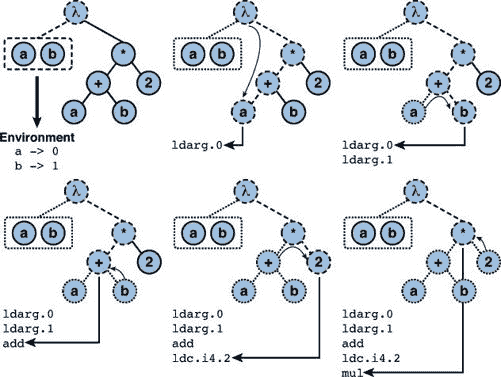 λ
a b * 
+ 2
a b
Environment
a -> 0
b -> 1
λ
a b *
+ 2
a b
ldarg.0
λ
a b *
+ 2
a b
ldarg.0
ldarg.1
λ
a b *
+ 2
a b
ldarg.0
ldarg.1
add
λ
a b *
+ 2
a b
ldarg.0
ldarg.1
add
ldc.i4.2
λ
a b *
+ 2
a b
ldarg.0
ldarg.1
add
ldc.i4.2
mul